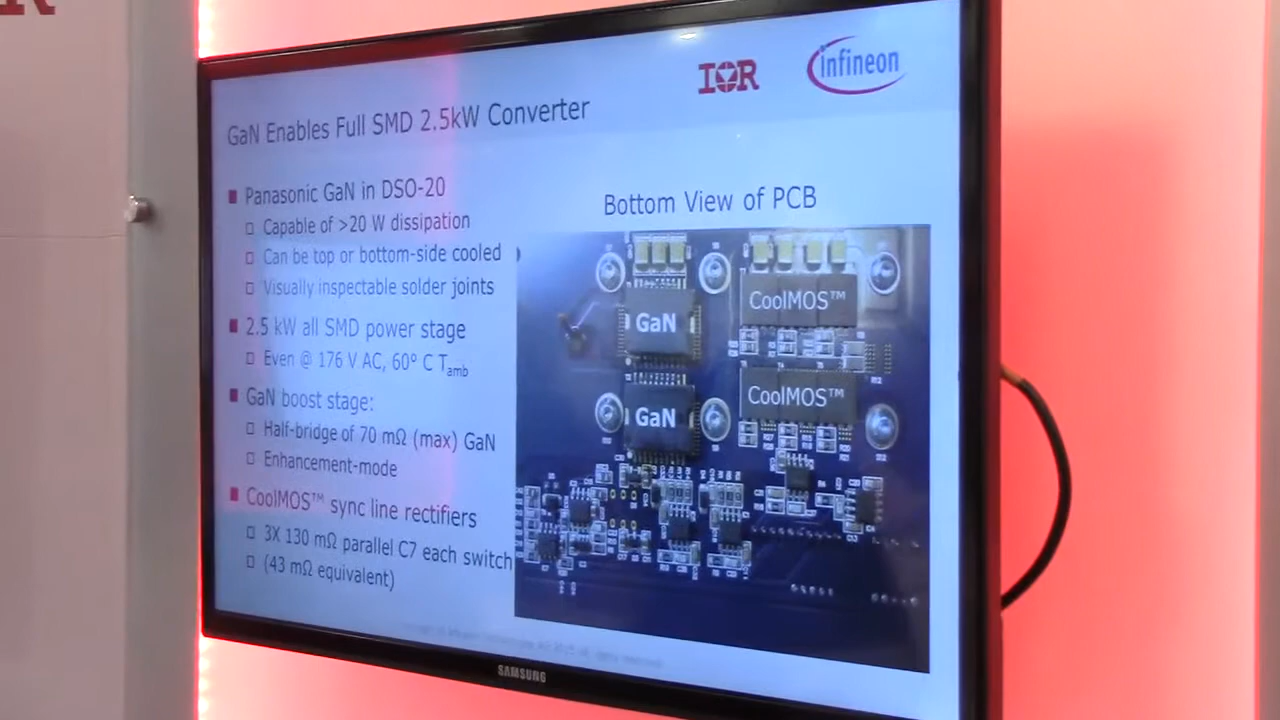 IOR
infineon
GaN Enables Full SMD 2.5kW Converter
Panasonic GaN in DSO-20
Capable of >20 W dissipation
Can be top or bottom-side cooled
Visually inspectable solder joints
2.5 kW all SMD power stage
Even @ 176 V AC, 60° C Tamb
GaN boost stage:
Half-bridge of 70 mΩ (max) GaN
Enhancement-mode
CoolMOS™ sync line rectifiers
3X 130 mΩ parallel C7 each switch
(43 mΩ equivalent)
Bottom View of PCB
CoolMOS™
GaN
CoolMOS™
GaN
SAMSUNG